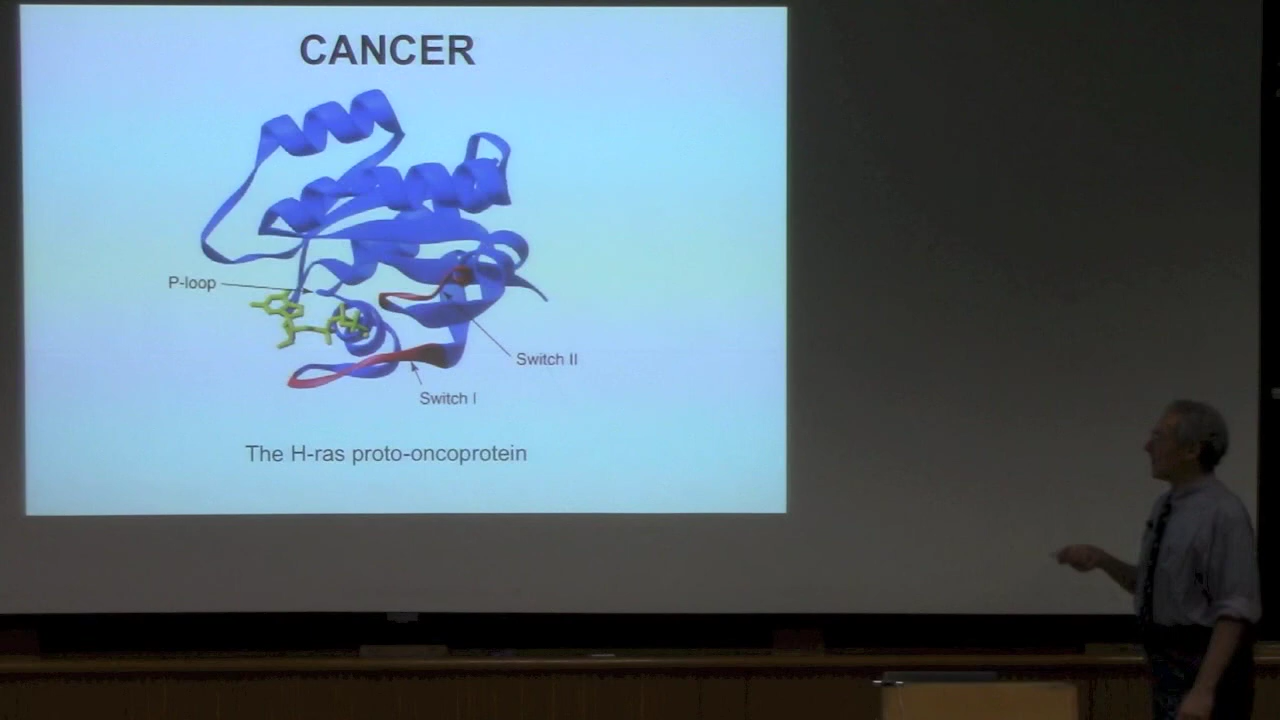 CANCER
P-loop
Switch II
Switch I
The H-ras proto-oncoprotein